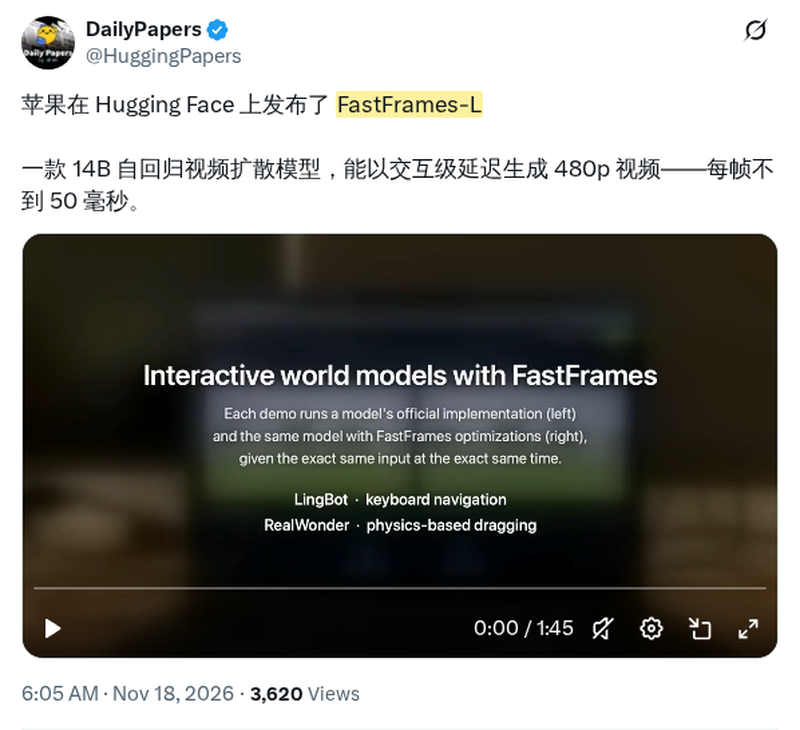 DailyPapers
@HuggingPapers
苹果在 Hugging Face 上发布了 FastFrames-L
一款 14B 自回归视频扩散模型，能以交互级延迟生成 480p 视频——每帧不
到 50 毫秒。
Interactive world models with FastFrames
Each demo runs a model's official implementation (left)
and the same model with FastFrames optimizations (right),
given the exact same input at the exact same time.
LingBot · keyboard navigation
RealWonder · physics-based dragging
0:00 / 1:45
6:05 AM · Nov 18, 2026 · 3,620 Views